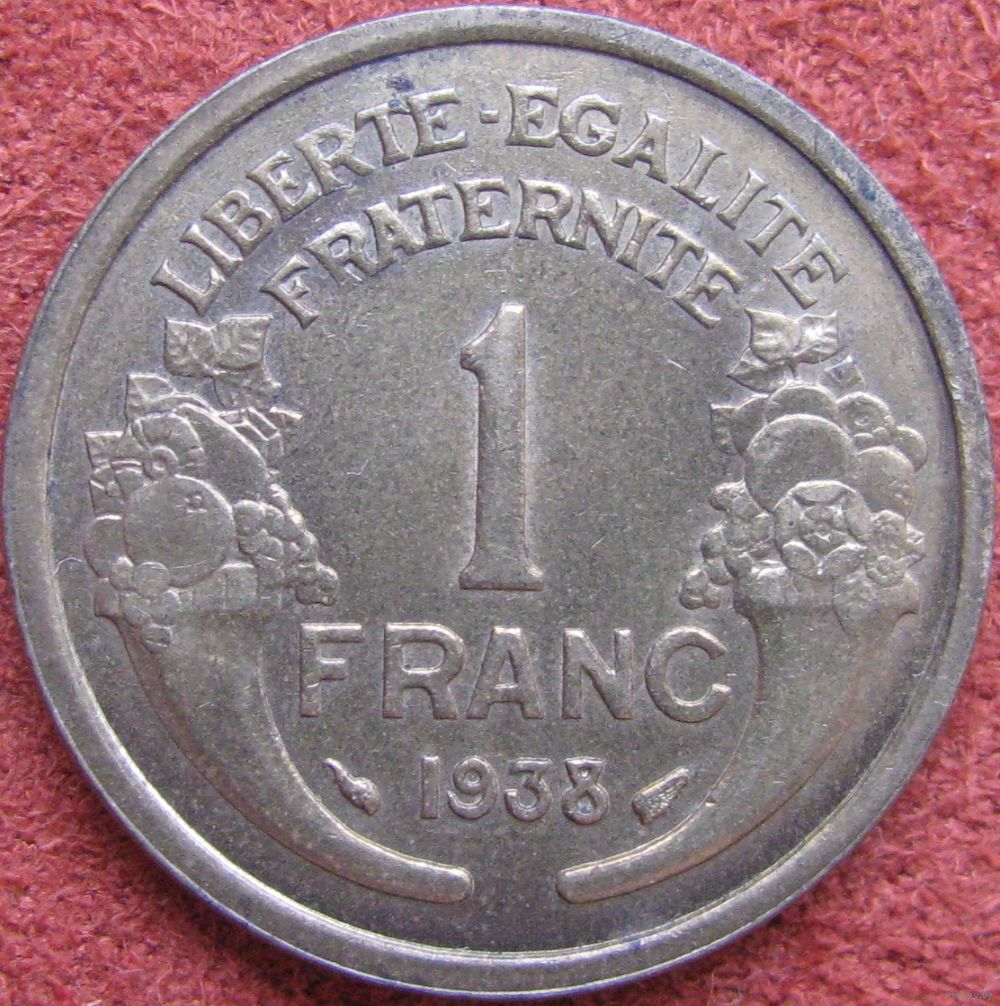 LIBERTE-EGALITE
FRATERNITE
1
FRANC
1938